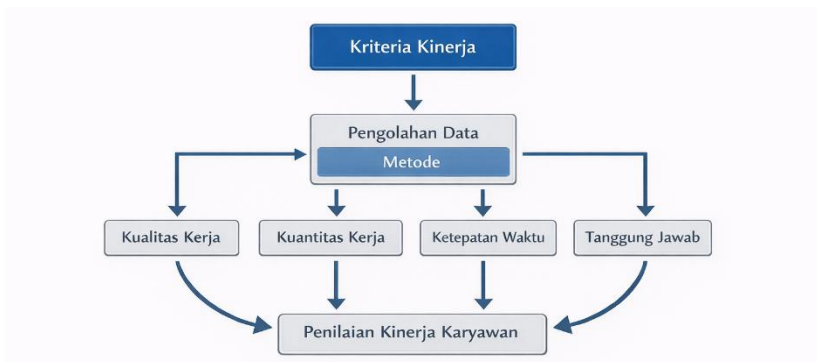 Kriteria Kinerja
Pengolahan Data
Metode
Kualitas Kerja
Kuantitas Kerja
Ketepatan Waktu
Tanggung Jawab
Penilaian Kinerja Karyawan